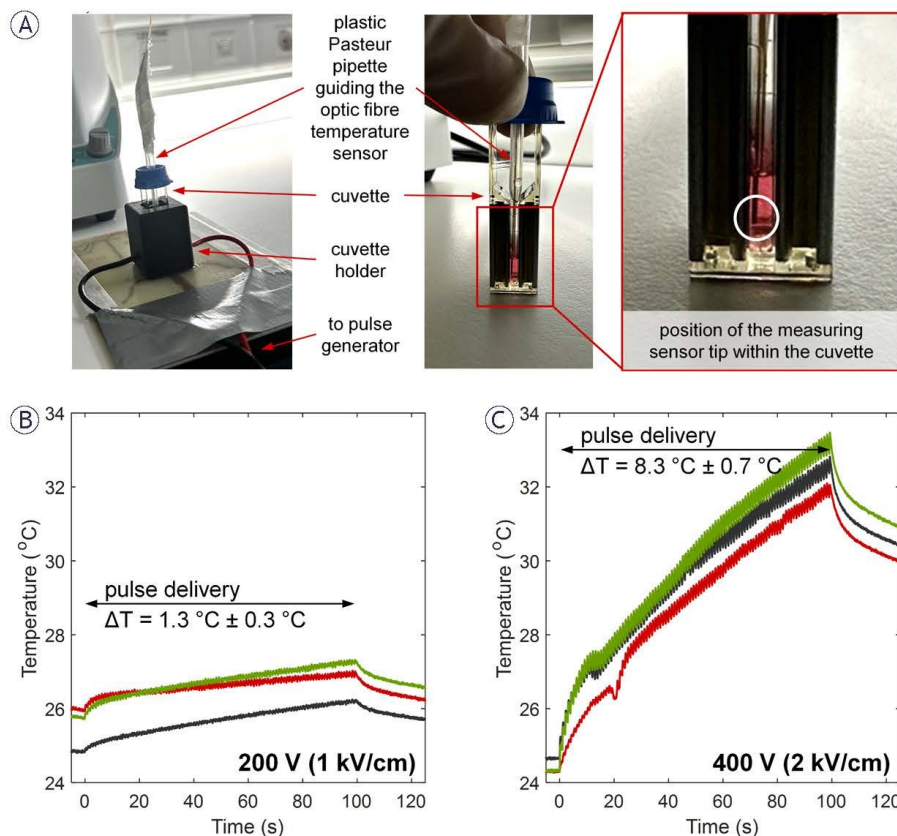 A
plastic
Pasteur
pipette
guiding the
optic fibre
temperature
sensor
cuvette
cuvette
holder
to pulse
generator
position of the measuring
sensor tip within the cuvette
B
34
32
30
28
26
24
Temperature (°C)
pulse delivery
ΔT = 1.3 °C ± 0.3 °C
200 V (1 kV/cm)
0 20 40 60 80 100 120
Time (s)
C
34
32
30
28
26
24
Temperature (°C)
pulse delivery
ΔT = 8.3 °C ± 0.7 °C
400 V (2 kV/cm)
0 20 40 60 80 100 120
Time (s)